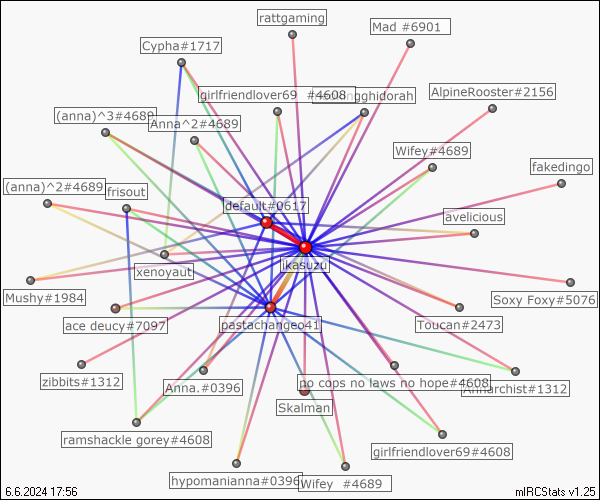 rattgaming
Mad #6901
Cypha#1717
girlfriendlover69 #4608
ghidorah
AlpineRooster#2156
(anna)^3#4689
Anna^2#4689
Wifey#4689
fakedingo
(anna)^2#4689
frisout
default#0617
avelicious
xenoyaut
ikasuzu
Mushy#1984
Soxy Foxy#5076
ace deucy#7097
pastachangeo41
Toucan#2473
zibbits#1312
Anna.#0396
no cops no laws no hope#4608
Annarchist#1312
Skalman
ramshackle gorey#4608
girlfriendlover69#4608
hypomanianna#0396
Wifey #4689
6.6.2024 17:56
mIRCStats v1.25